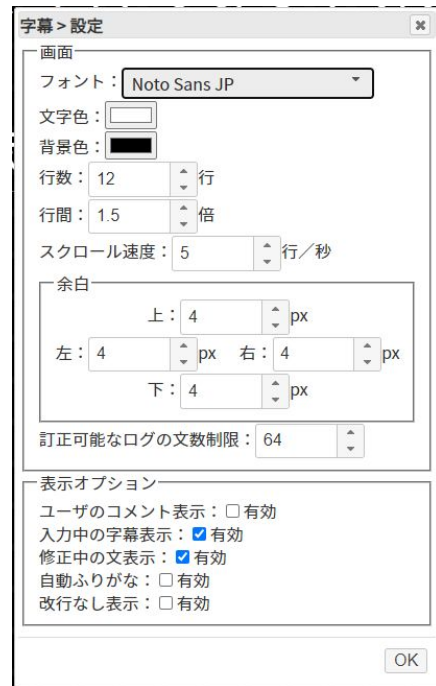 字幕 > 設定
画面
フォント： Noto Sans JP
文字色：
背景色：
行数： 12 行
行間： 1.5 倍
スクロール速度： 5 行／秒
余白
上： 4 px
左： 4 px 右： 4 px
下： 4 px
訂正可能なログの文数制限： 64
表示オプション
ユーザのコメント表示： 有効
入力中の字幕表示： 有効
修正中の文表示： 有効
自動ふりがな： 有効
改行なし表示： 有効
OK